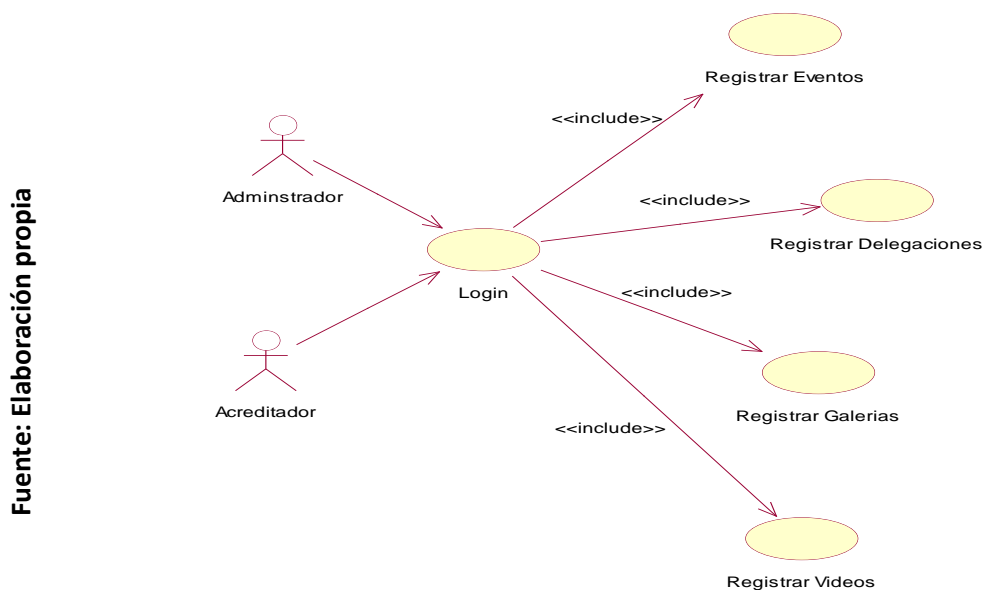 Registrar Eventos
<<include>>
Adminstrador
<<include>>
Registrar Delegaciones
Login
<<include>>
Acreditador
Registrar Galerias
<<include>>
Registrar Videos
Fuente: Elaboración propia